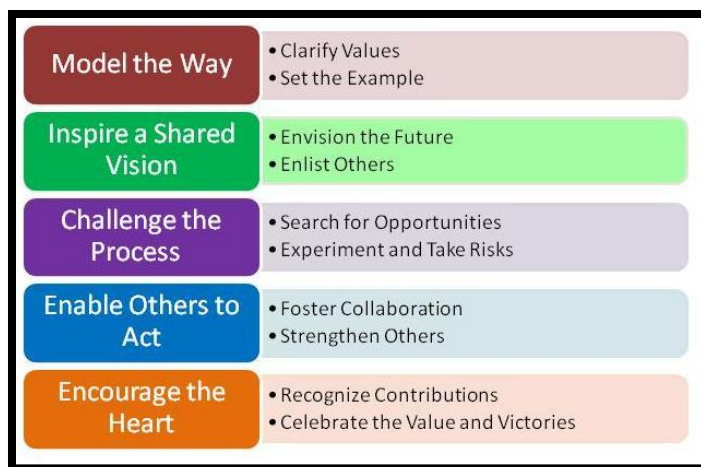 Model the Way
• Clarify Values
• Set the Example
Inspire a Shared
Vision
• Envision the Future
• Enlist Others
Challenge the
Process
• Search for Opportunities
• Experiment and Take Risks
Enable Others to
Act
• Foster Collaboration
• Strengthen Others
Encourage the
Heart
• Recognize Contributions
• Celebrate the Value and Victories